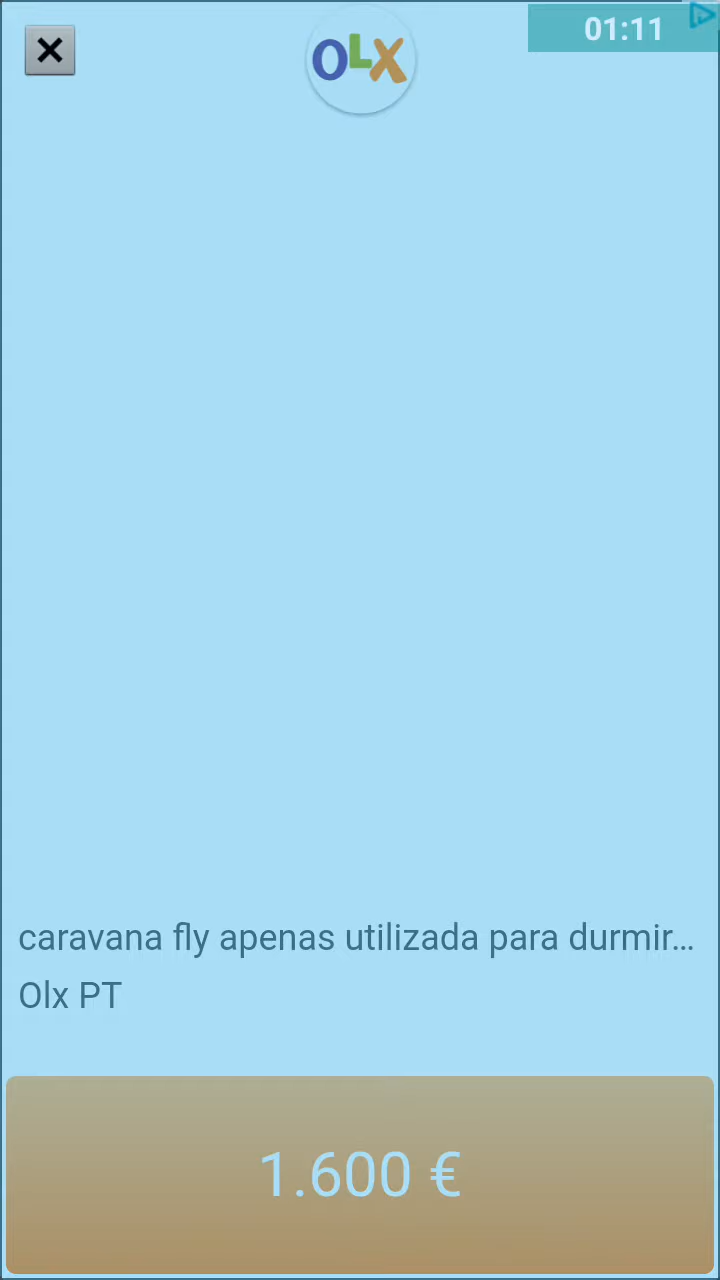 OLX
01:11
caravana fly apenas utilizada para durmir...
Olx PT
1.600 €